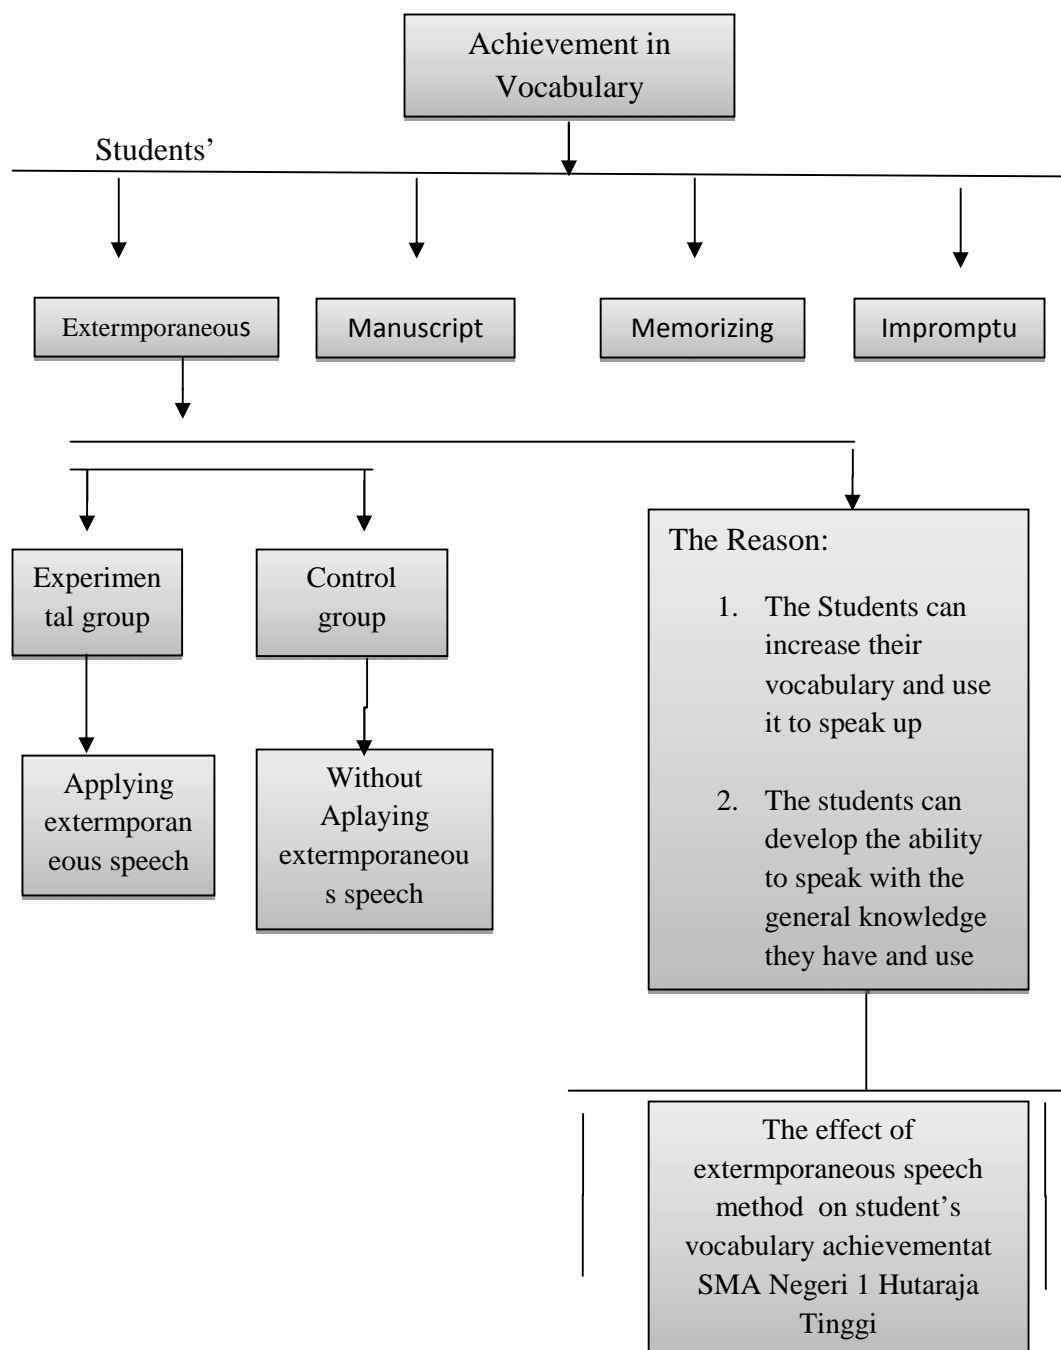 Achievement in
Vocabulary
Students’
Extermporaneous
Manuscript
Memorizing
Impromptu
Experimen
tal group
Control
group
Applying
extermporan
eous speech
Without
Aplaying
extermporaneou
s speech
The Reason:
1. The Students can
increase their
vocabulary and use
it to speak up
2. The students can
develop the ability
to speak with the
general knowledge
they have and use
The effect of
extermporaneous speech
method on student’s
vocabulary achievementat
SMA Negeri 1 Hutaraja
Tinggi